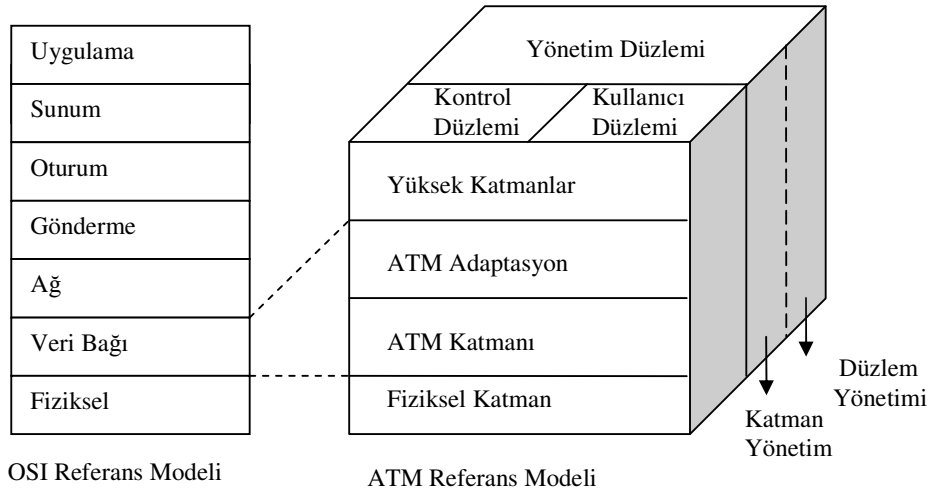 Uygulama
Sunum
Oturum
Gönderme
Ağ
Veri Bağı
Fiziksel
OSI Referans Modeli
Yönetim Düzlemi
Kontrol
Düzlemi
Kullanıcı
Düzlemi
Yüksek Katmanlar
ATM Adaptasyon
ATM Katmanı
Fiziksel Katman
Düzlem
Yönetimi
Katman
Yönetim
ATM Referans Modeli